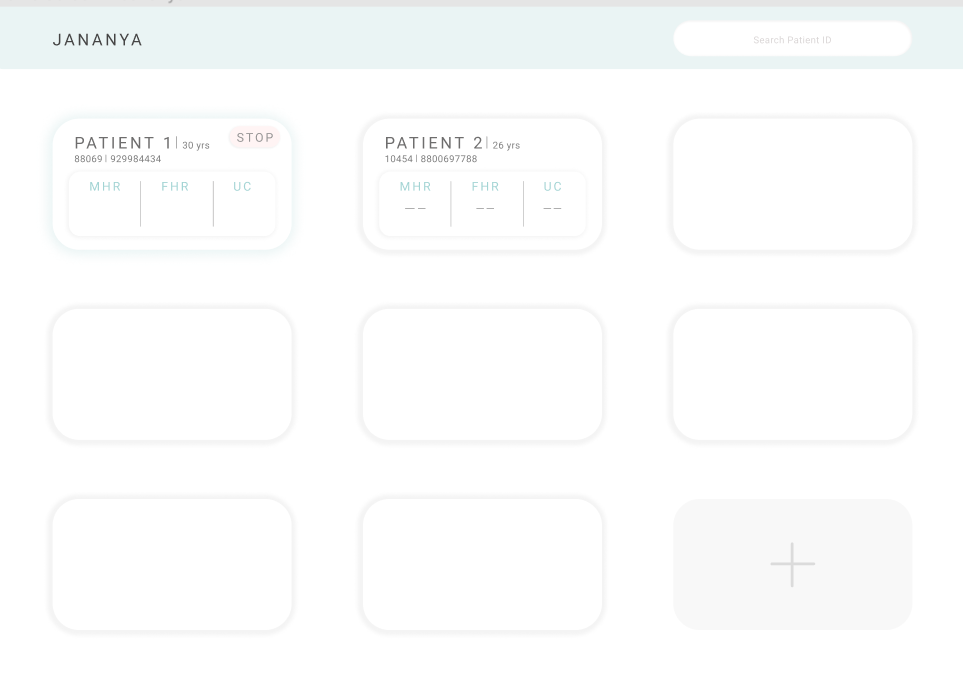 JANANYA
Search Patient ID
PATIENT 1| 30 yrs
STOP
88069 | 929984434
MHR FHR UC
PATIENT 2| 26 yrs
10454 | 8800697788
MHR FHR UC
-- -- --